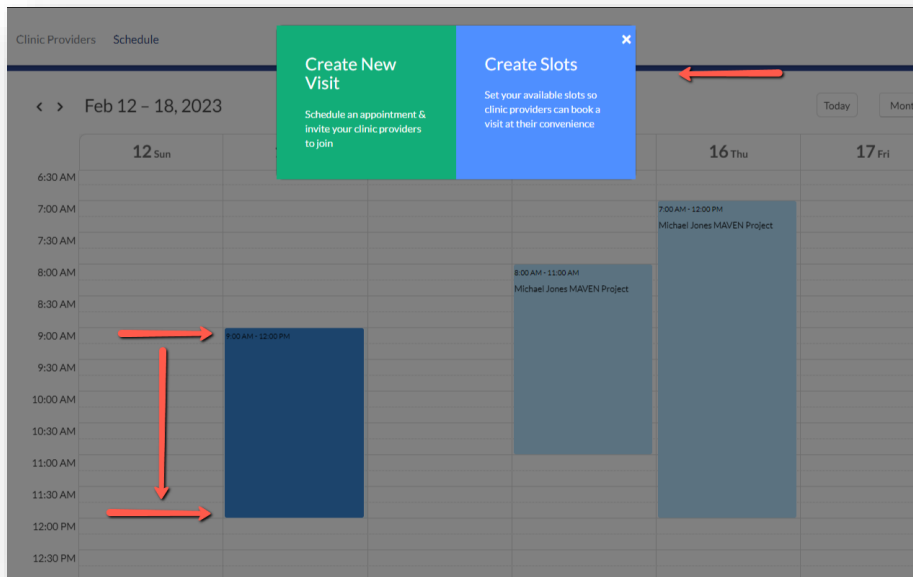 Clinic Providers Schedule
Create New
Visit
Schedule an appointment &
invite your clinic providers
to join
×
Create Slots
Set your available slots so
clinic providers can book a
visit at their convenience
Feb 12 – 18, 2023
Today
Mont
12 Sun
16 Thu
17 Fri
6:30 AM
7:00 AM
7:00 AM - 12:00 PM
Michael Jones MAVEN Project
7:30 AM
8:00 AM
8:00 AM - 11:00 AM
Michael Jones MAVEN Project
8:30 AM
9:00 AM
9:00 AM - 12:00 PM
9:30 AM
10:00 AM
10:30 AM
11:00 AM
11:30 AM
12:00 PM
12:30 PM